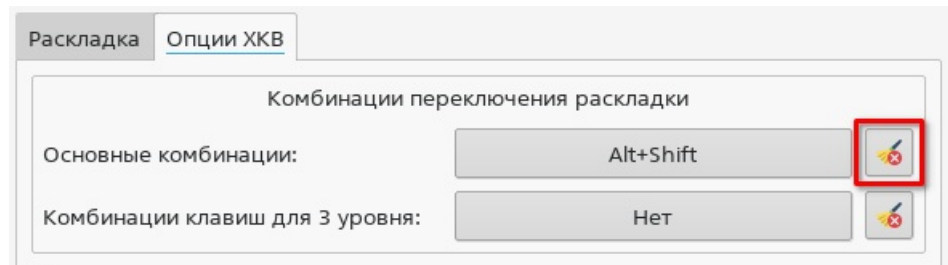 Раскладка Опции XKB
Комбинации переключения раскладки
Основные комбинации: Alt+Shift
Комбинации клавиш для 3 уровня: Нет